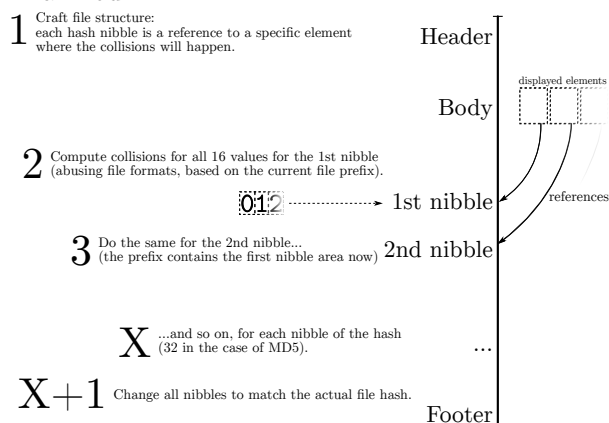 1 Craft file structure:
each hash nibble is a reference to a specific element
where the collisions will happen.
Header
displayed elements
Body
2 Compute collisions for all 16 values for the 1st nibble
(abusing file formats, based on the current file prefix).
012
1st nibble
references
3 Do the same for the 2nd nibble...
(the prefix contains the first nibble area now)
2nd nibble
X ...and so on, for each nibble of the hash
(32 in the case of MD5).
...
X+1 Change all nibbles to match the actual file hash.
Footer